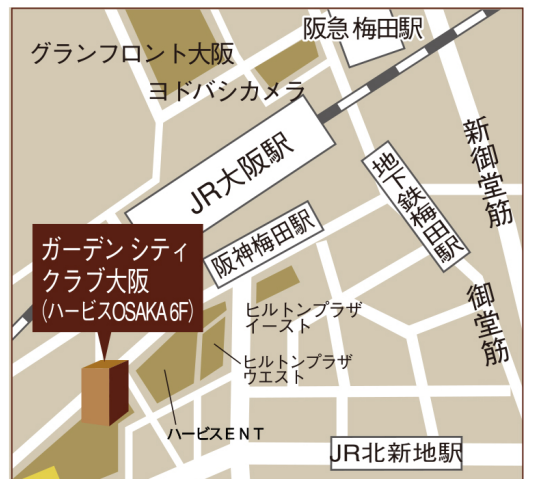 阪急 梅田駅
グランフロント大阪
ヨドバシカメラ
JR大阪駅
新御堂筋
地下鉄梅田駅
阪神梅田駅
ガーデン シティ
クラブ大阪
(ハービスOSAKA 6F)
御堂筋
ヒルトンプラザ
イースト
ヒルトンプラザ
ウエスト
ハービスENT
JR北新地駅